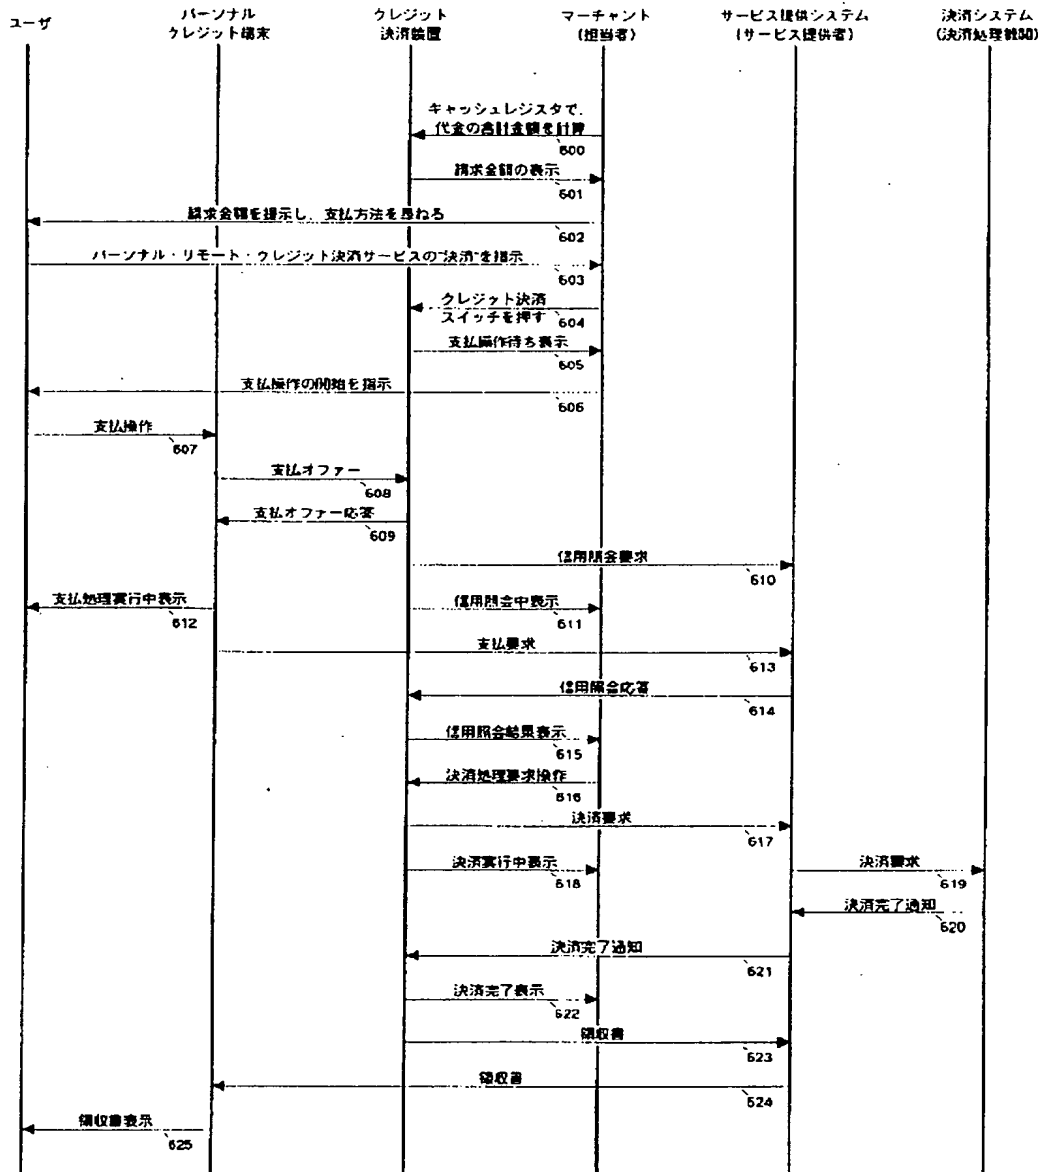 ユーザ
パーソナル
クレジット端末
クレジット
決済装置
マーチャント
(担当者)
サービス提供システム
(サービス提供者)
決済システム
(決済処理機関)
キャッシュレジスタで、
代金の合計金額を計算
600
請求金額の表示
601
請求金額を提示し、支払方法を尋ねる
602
パーソナル・リモート・クレジット決済サービスの"決済"を指示
603
クレジット決済
スイッチを押す
604
支払操作待ち表示
605
支払操作の開始を指示
606
支払操作
607
支払オファー
608
支払オファー応答
609
信用照会要求
610
支払処理実行中表示
612
信用照会中表示
611
支払要求
613
信用照会応答
614
信用照会結果表示
615
決済処理要求操作
616
決済要求
617
決済実行中表示
618
決済要求
619
決済完了通知
620
決済完了通知
621
決済完了表示
622
領収書
623
領収書
624
領収書表示
625